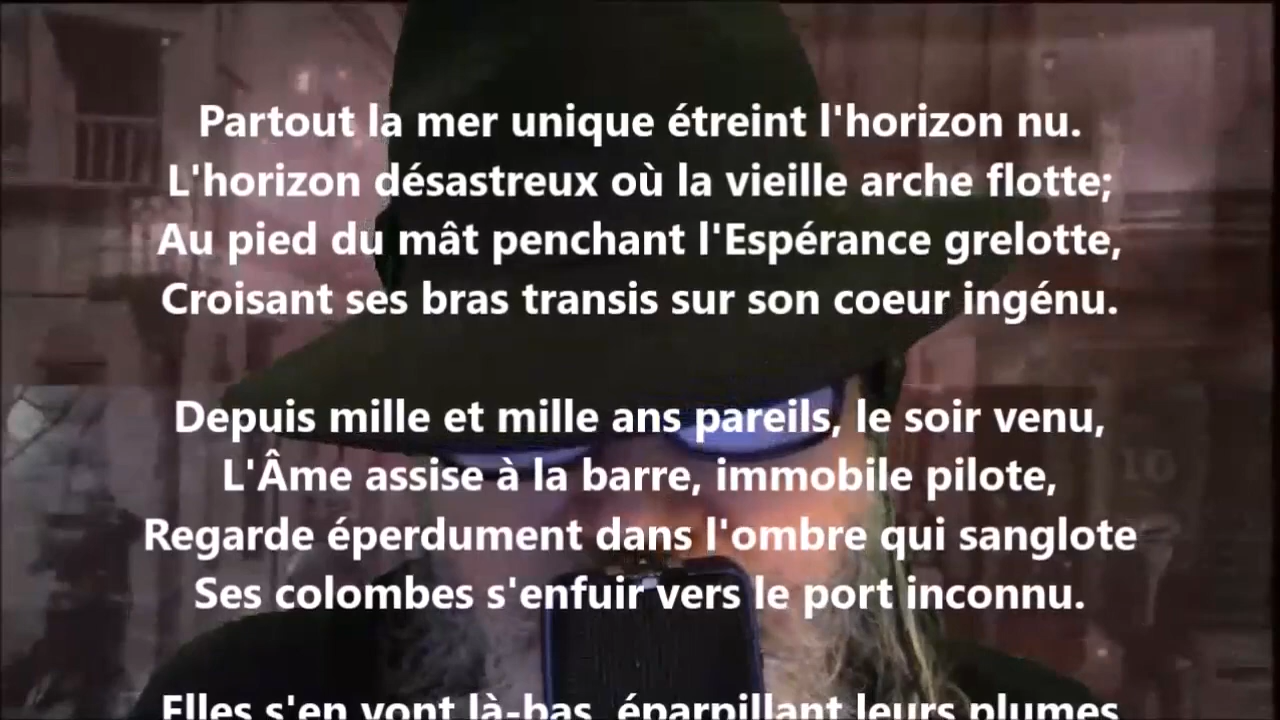 Partout la mer unique étreint l'horizon nu.
L'horizon désastreux où la vieille arche flotte;
Au pied du mât penchant l'Espérance grelotte,
Croisant ses bras transis sur son coeur ingénu.
Depuis mille et mille ans pareils, le soir venu,
L'Âme assise à la barre, immobile pilote,
Regarde éperdument dans l'ombre qui sanglote
Ses colombes s'enfuir vers le port inconnu.
Elles s'en vont là-bas, éparpillant leurs plumes
10